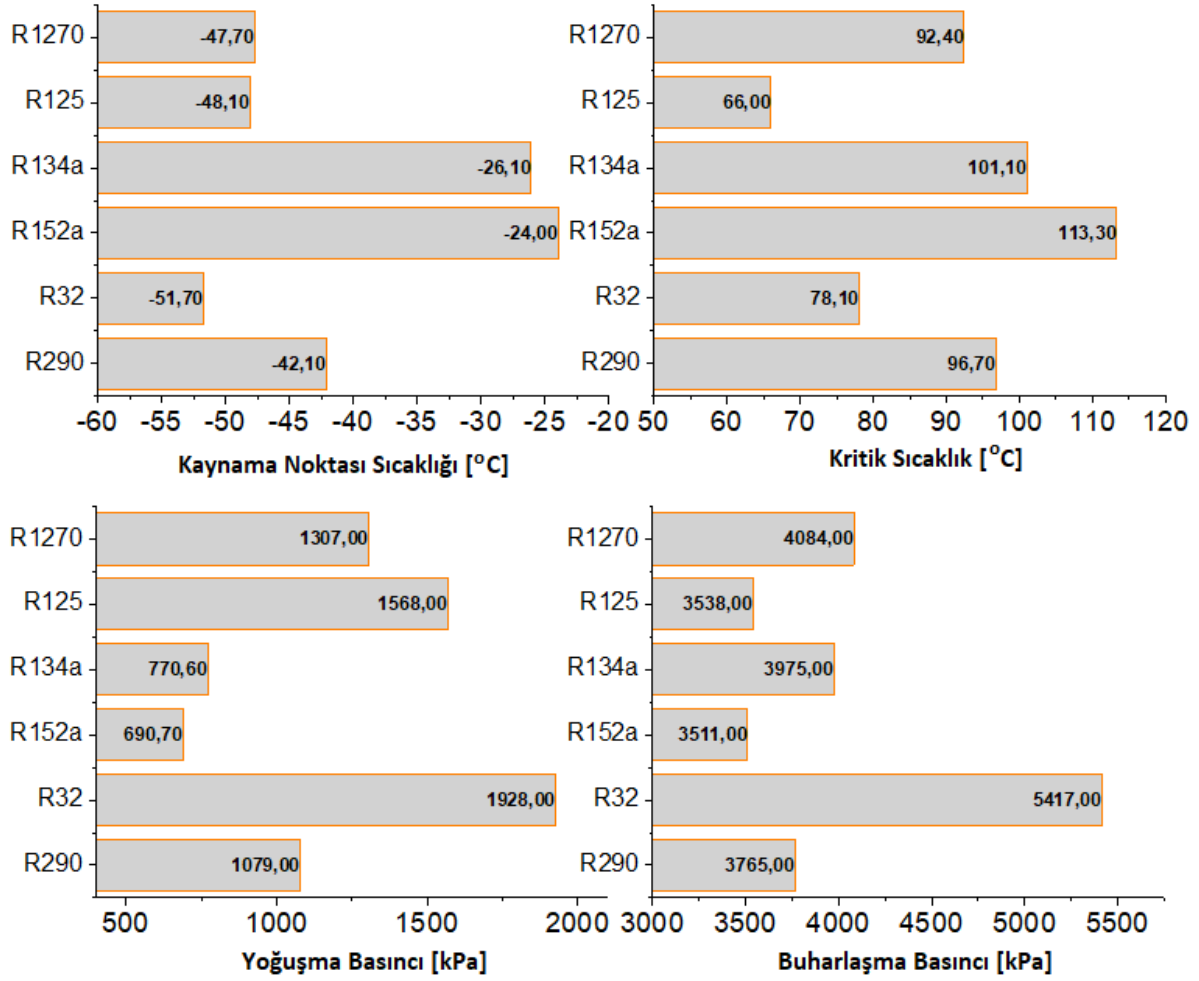 R1270
-47,70
R125
-48,10
R134a
-26,10
R152a
-24,00
R32
-51,70
R290
-42,10
-60 -55 -50 -45 -40 -35 -30 -25 -20
Kaynama Noktası Sıcaklığı [°C]
R1270
92,40
R125
66,00
R134a
101,10
R152a
113,30
R32
78,10
R290
96,70
50 60 70 80 90 100 110 120
Kritik Sıcaklık [°C]
R1270
1307,00
R125
1568,00
R134a
770,60
R152a
690,70
R32
1928,00
R290
1079,00
500 1000 1500 2000
Yoğuşma Basıncı [kPa]
R1270
4084,00
R125
3538,00
R134a
3975,00
R152a
3511,00
R32
5417,00
R290
3765,00
3000 3500 4000 4500 5000 5500
Buharlaşma Basıncı [kPa]